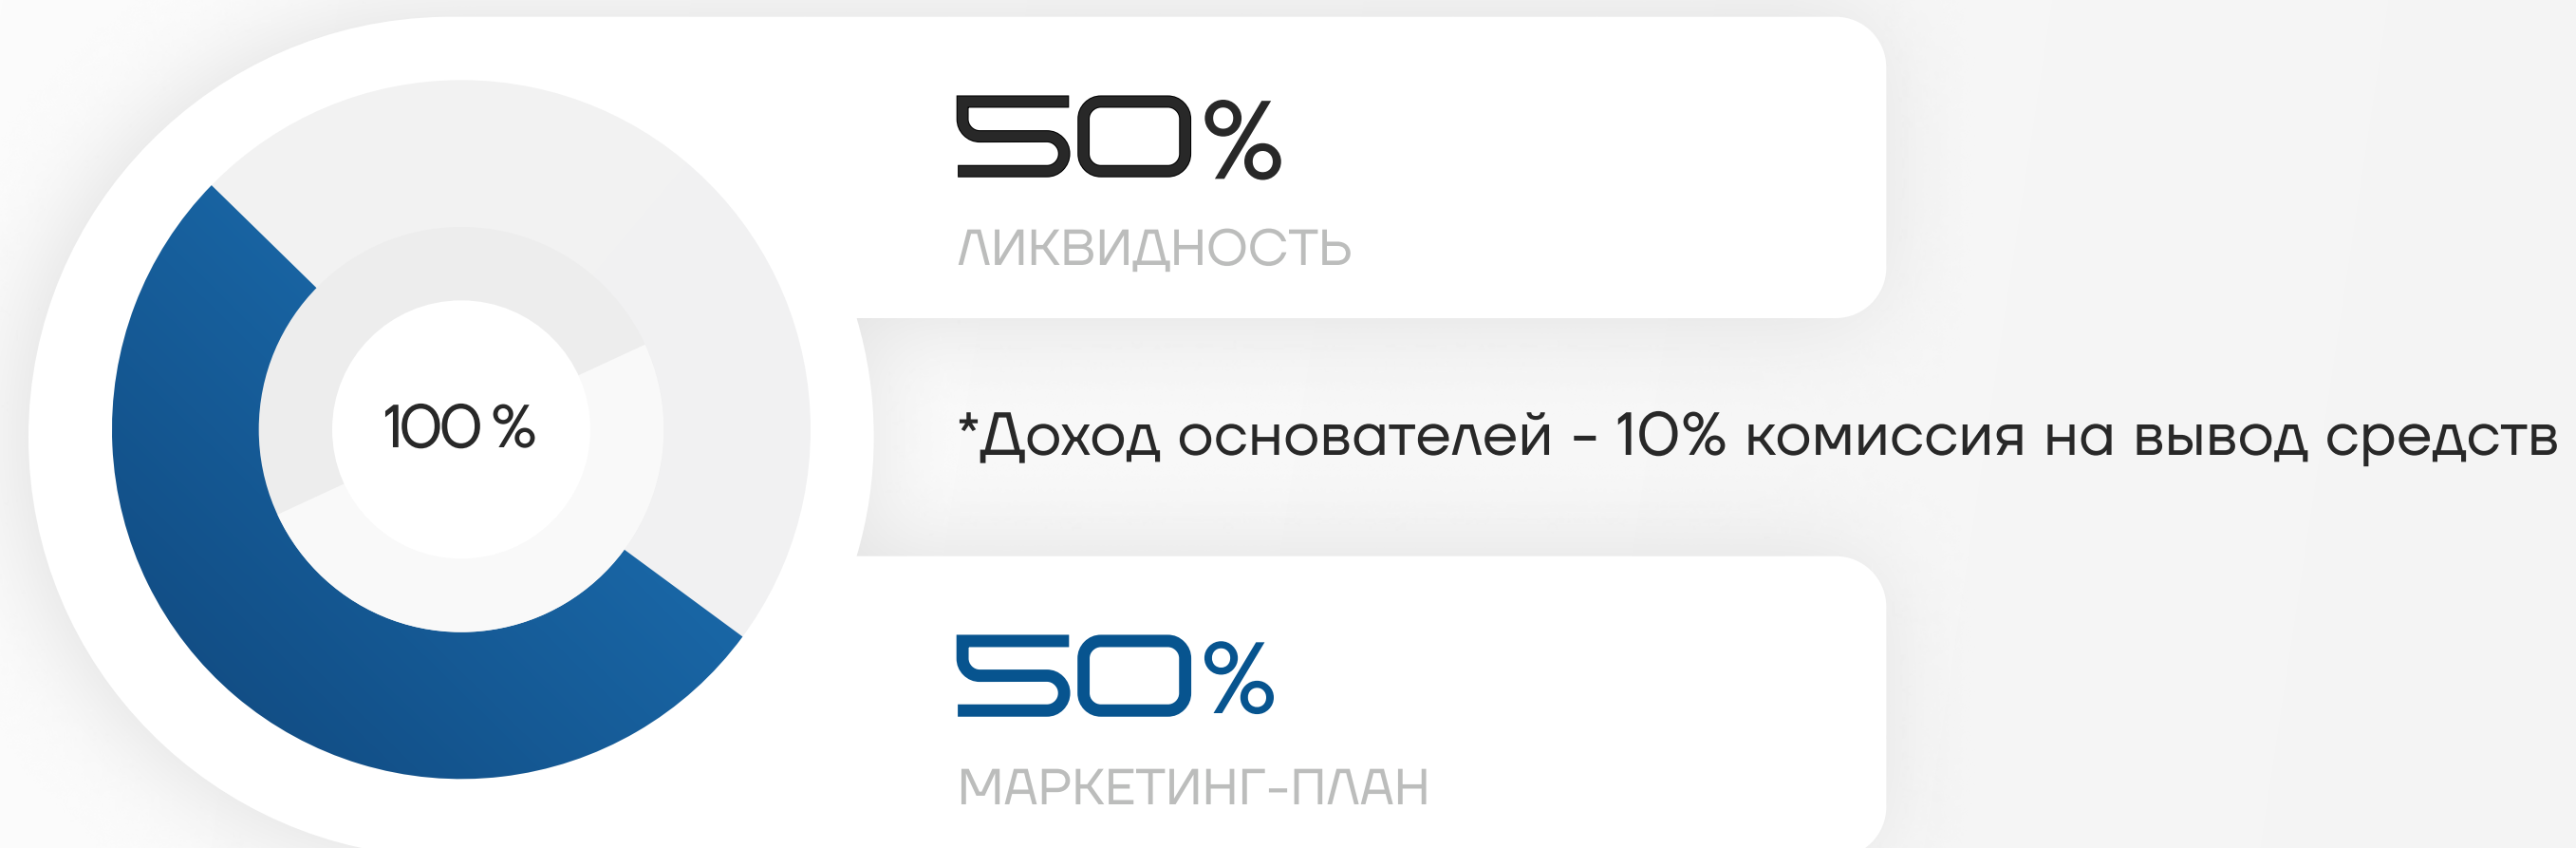 50%
ЛИКВИДНОСТЬ
100 %
*Доход основателей - 10% комиссия на вывод средств
50%
МАРКЕТИНГ-ПЛАН